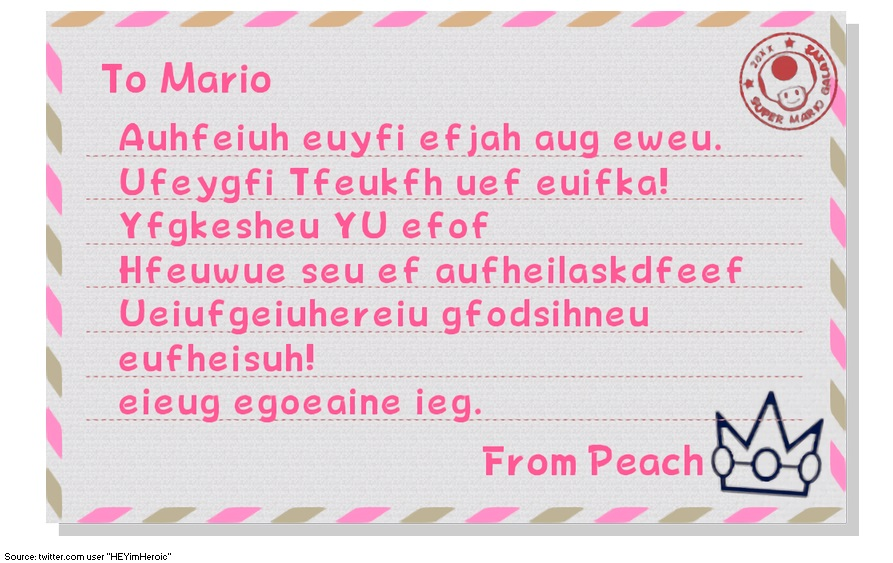 To Mario
20XX
SUPER MARIO GALAXY
Auhfeiuh euyfi efjah aug eweu.
Ufeygfi Tfeukfh uef euifka!
Yfgkesheu YU efof
Hfeuwue seu ef aufheilaskdfeef
Ueiufgeiuhereiu gfodsihneu
eufheisuh!
eieug egoeaine ieg.
From Peach
Source: twitter.com user "HEYimHeroic"